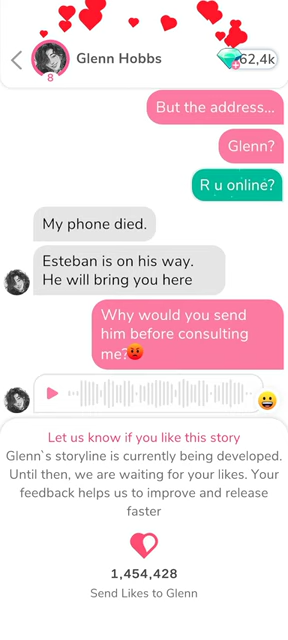 Glenn Hobbs
62,4k
8
But the address...
Glenn?
R u online?
My phone died.
Esteban is on his way.
He will bring you here
Why would you send
him before consulting
me?😡
Let us know if you like this story
Glenn`s storyline is currently being developed.
Until then, we are waiting for your likes. Your
feedback helps us to improve and release
faster
1,454,428
Send Likes to Glenn